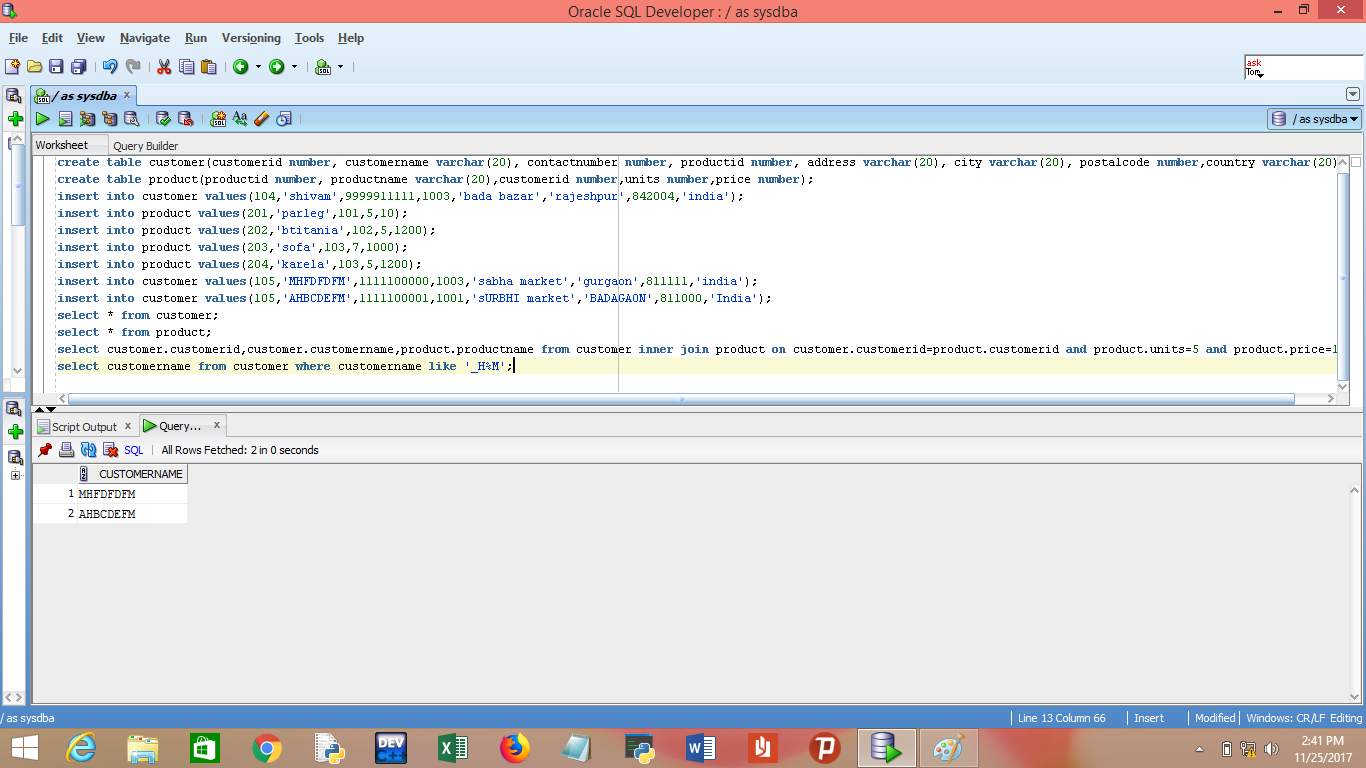 Oracle SQL Developer : / as sysdba
File Edit View Navigate Run Versioning Tools Help
ask
Tom
/ as sysdba
/ as sysdba
Worksheet Query Builder
create table customer(customerid number, customername varchar(20), contactnumber number, productid number, address varchar(20), city varchar(20), postalcode number,country varchar(20)
create table product(productid number, productname varchar(20),customerid number,units number,price number);
insert into customer values(104,'shivam',9999911111,1003,'bada bazar','rajeshpur',842004,'india');
insert into product values(201,'parleg',101,5,10);
insert into product values(202,'btitania',102,5,1200);
insert into product values(203,'sofa',103,7,1000);
insert into product values(204,'karela',103,5,1200);
insert into customer values(105,'MHFDFDFM',1111100000,1003,'sabha market','gurgaon',811111,'india');
insert into customer values(105,'AHBCDEFM',1111100001,1001,'sURBHI market','BADAGAON',811000,'India');
select * from customer;
select * from product;
select customer.customerid,customer.customername,product.productname from customer inner join product on customer.customerid=product.customerid and product.units=5 and product.price=1
select customername from customer where customername like '_H%M';
Script Output Query...
SQL All Rows Fetched: 2 in 0 seconds
CUSTOMERNAME
1 MHFDFDFM
2 AHBCDEFM
/ as sysdba Line 13 Column 66 Insert Modified Windows: CR/LF Editing
DEV C++
2:41 PM
11/25/2017